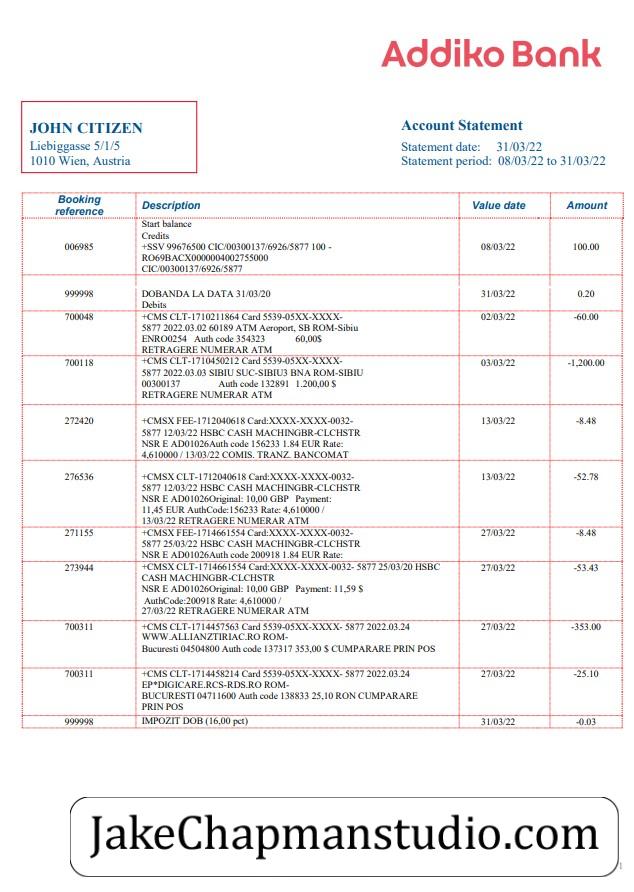 Addiko Bank
JOHN CITIZEN
Liebiggasse 5/1/5
1010 Wien, Austria
Account Statement
Statement date: 31/03/22
Statement period: 08/03/22 to 31/03/22
Booking reference Description Value date Amount
Start balance
Credits
006985 +SSV 99676500 CIC/00300137/6926/5877 100 - 08/03/22 100.00
RO69BACX0000004002755000
CIC/00300137/6926/5877
999998 DOBANDA LA DATA 31/03/20 31/03/22 0.20
Debits
700048 +CMS CLT-1710211864 Card 5539-05XX-XXXX- 02/03/22 -60.00
5877 2022.03.02 60189 ATM Aeroport, SB ROM-Sibiu
ENRO0254 Auth code 354323 60,00$
RETRAGERE NUMERAR ATM
700118 +CMS CLT-1710450212 Card 5539-05XX-XXXX- 03/03/22 -1,200.00
5877 2022.03.03 SIBIU SUC-SIBIU3 BNA ROM-SIBIU
00300137 Auth code 132891 1.200,00 $
RETRAGERE NUMERAR ATM
272420 +CMSX FEE-1712040618 Card:XXXX-XXXX-0032- 13/03/22 -8.48
5877 12/03/22 HSBC CASH MACHINGBR-CLCHSTR
NSR E AD01026Auth code 156233 1.84 EUR Rate:
4,610000 / 13/03/22 COMIS. TRANZ. BANCOMAT
276536 +CMSX CLT-1712040618 Card:XXXX-XXXX-0032- 13/03/22 -52.78
5877 12/03/22 HSBC CASH MACHINGBR-CLCHSTR
NSR E AD01026Original: 10,00 GBP Payment:
11,45 EUR AuthCode:156233 Rate: 4,610000 /
13/03/22 RETRAGERE NUMERAR ATM
271155 +CMSX FEE-1714661554 Card:XXXX-XXXX-0032- 27/03/22 -8.48
5877 25/03/22 HSBC CASH MACHINGBR-CLCHSTR
NSR E AD01026Auth code 200918 1.84 EUR Rate:
273944 +CMSX CLT-1714661554 Card:XXXX-XXXX-0032- 5877 25/03/20 HSBC 27/03/22 -53.43
CASH MACHINGBR-CLCHSTR
NSR E AD01026Original: 10,00 GBP Payment: 11,59 $
AuthCode:200918 Rate: 4,610000 /
27/03/22 RETRAGERE NUMERAR ATM
700311 +CMS CLT-1714457563 Card 5539-05XX-XXXX- 5877 2022.03.24 27/03/22 -353.00
WWW.ALLIANZTIRIAC.RO ROM-
Bucuresti 04504800 Auth code 137317 353,00 $ CUMPARARE PRIN POS
700311 +CMS CLT-1714458214 Card 5539-05XX-XXXX- 5877 2022.03.24 27/03/22 -25.10
EP*DIGICARE.RCS-RDS.RO ROM-
BUCURESTI 04711600 Auth code 138833 25,10 RON CUMPARARE
PRIN POS
999998 IMPOZIT DOB (16,00 pct) 31/03/22 -0.03
JakeChapmanstudio.com
1